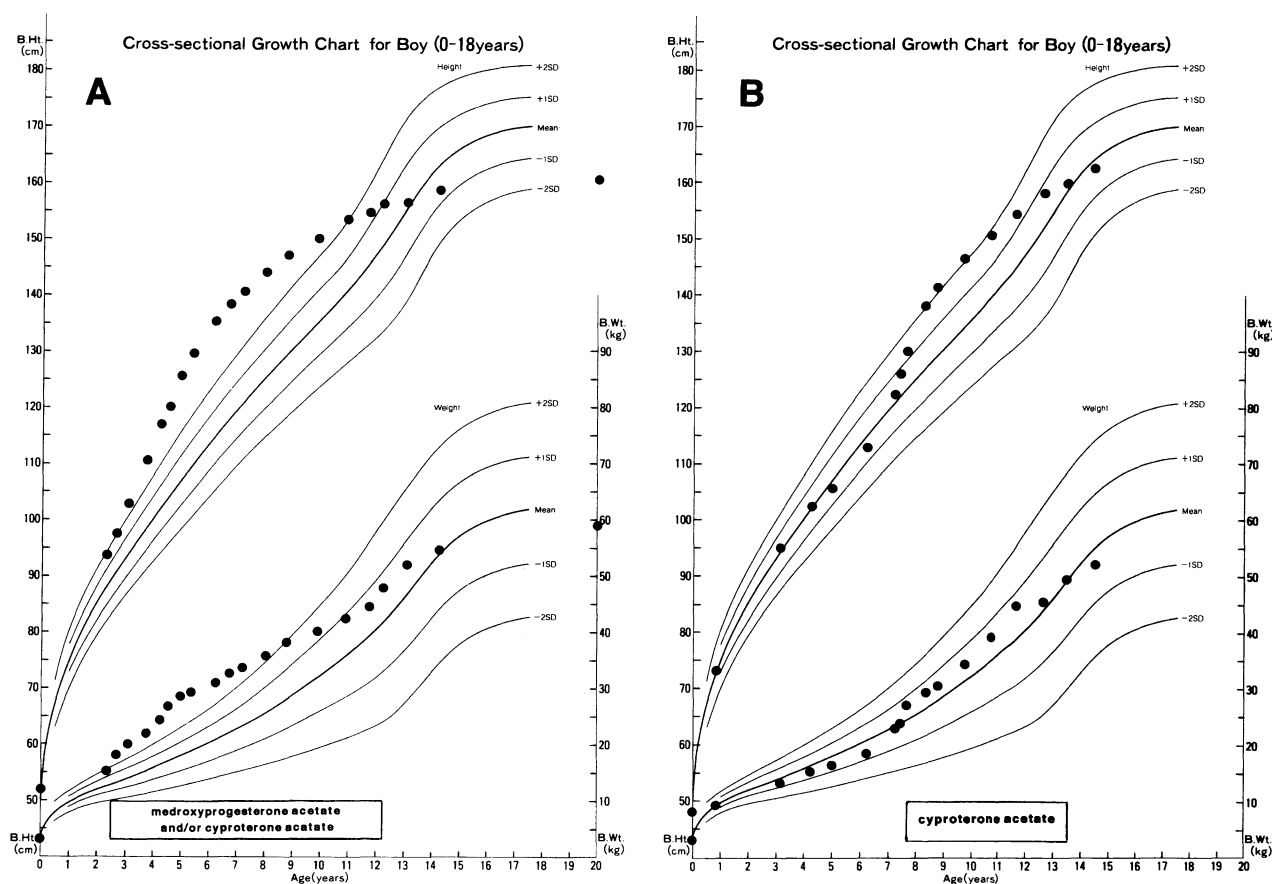 B.Ht.
(cm)
Cross-sectional Growth Chart for Boy (0-18years)
A
Height
+2SD
+1SD
Mean
-1SD
-2SD
180
170
160
150
140
130
120
110
100
90
80
70
60
50
B.Ht.
(cm)
B.Wt.
(kg)
90
80
70
60
50
40
30
20
10
B.Wt.
(kg)
Weight
+2SD
+1SD
Mean
-1SD
-2SD
medroxyprogesterone acetate
and/or cyproterone acatate
0 1 2 3 4 5 6 7 8 9 10 11 12 13 14 15 16 17 18 20
Age(years)
B.Ht.
(cm)
Cross-sectional Growth Chart for Boy (0-18years)
B
Height
+2SD
+1SD
Mean
-1SD
-2SD
180
170
160
150
140
130
120
110
100
90
80
70
60
50
B.Ht.
(cm)
B.Wt.
(kg)
90
80
70
60
50
40
30
20
10
B.Wt.
(kg)
Weight
+2SD
+1SD
Mean
-1SD
-2SD
cyproterone acetate
0 1 2 3 4 5 6 7 8 9 10 11 12 13 14 15 16 17 18 20
Age(years)